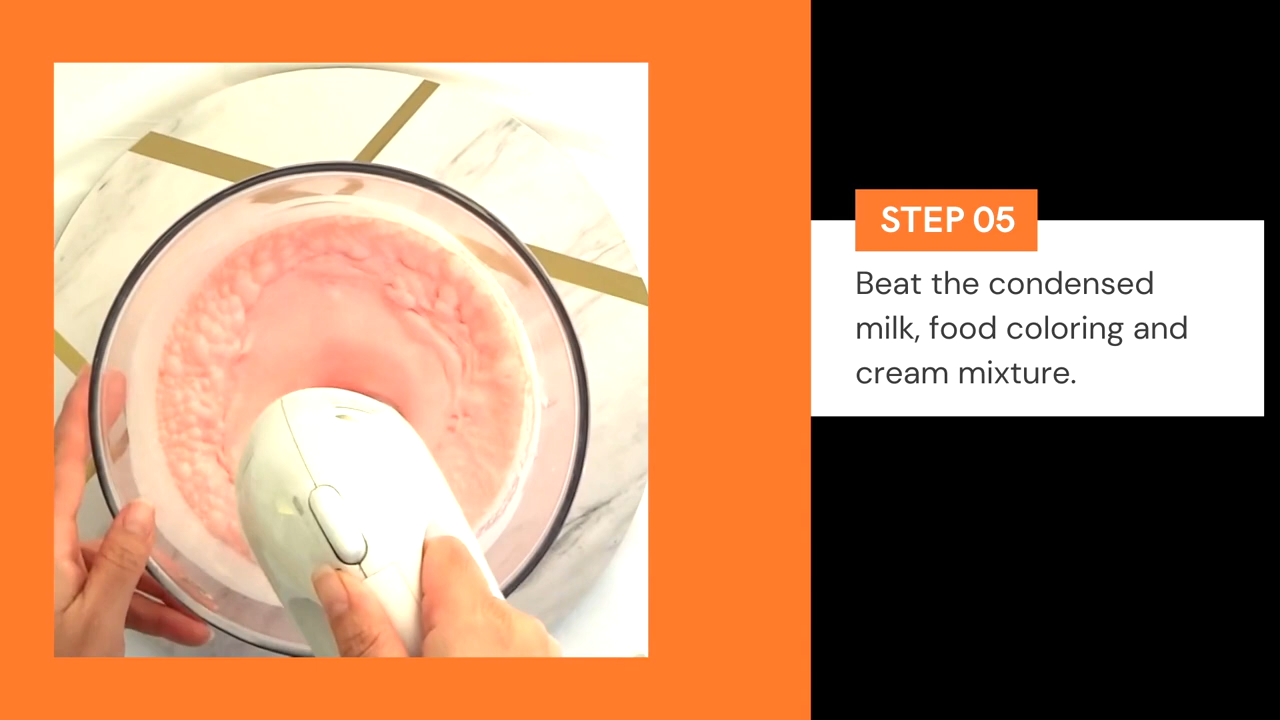 STEP 05
Beat the condensed
milk, food coloring and
cream mixture.